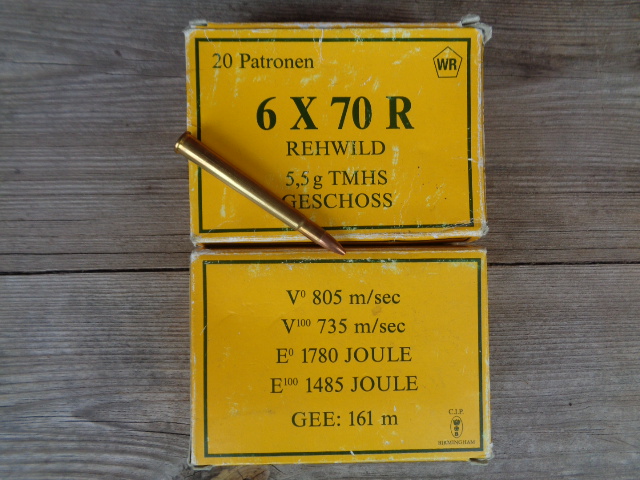 20 Patronen
WR
6 X 70 R
REHWILD
5,5 g TMHS
GESCHOSS
V⁰ 805 m/sec
V¹⁰⁰ 735 m/sec
E⁰ 1780 JOULE
E¹⁰⁰ 1485 JOULE
GEE: 161 m
C.I.P.
BIRMINGHAM